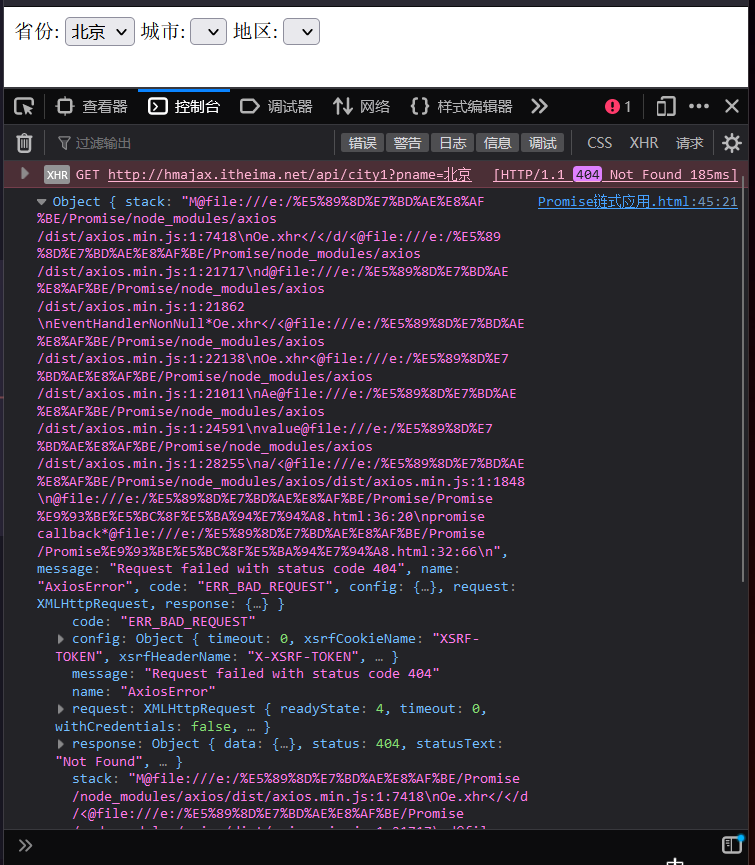 省份: 北京 城市: 地区:
查看器 控制台 调试器 网络 样式编辑器 1
过滤输出 错误 警告 日志 信息 调试 CSS XHR 请求
XHR GET http://hmajax.itheima.net/api/city1?pname=北京 [HTTP/1.1 404 Not Found 185ms]
Object { stack: "M@file:///e:/%E5%89%8D%E7%BD%AE%E8%AF Promise链式应用.html:45:21
%BE/Promise/node_modules/axios
/dist/axios.min.js:1:7418\nOe.xhr</</d/<@file:///e:/%E5%89
%8D%E7%BD%AE%E8%AF%BE/Promise/node_modules/axios
/dist/axios.min.js:1:21717\nd@file:///e:/%E5%89%8D%E7%BD%AE
%E8%AF%BE/Promise/node_modules/axios
/dist/axios.min.js:1:21862
\nEventHandlerNonNull*Oe.xhr</<@file:///e:/%E5%89%8D%E7%BD%AE
%E8%AF%BE/Promise/node_modules/axios
/dist/axios.min.js:1:22138\nOe.xhr<@file:///e:/%E5%89%8D%E7
%BD%AE%E8%AF%BE/Promise/node_modules/axios
/dist/axios.min.js:1:21011\nAe@file:///e:/%E5%89%8D%E7%BD%AE
%E8%AF%BE/Promise/node_modules/axios
/dist/axios.min.js:1:24591\nvalue@file:///e:/%E5%89%8D%E7
%BD%AE%E8%AF%BE/Promise/node_modules/axios
/dist/axios.min.js:1:28255\na/<@file:///e:/%E5%89%8D%E7%BD%AE
%E8%AF%BE/Promise/node_modules/axios/dist/axios.min.js:1:1848
\n@file:///e:/%E5%89%8D%E7%BD%AE%E8%AF%BE/Promise/Promise
%E9%93%BE%E5%BC%8F%E5%BA%94%E7%94%A8.html:36:20\npromise
callback*@file:///e:/%E5%89%8D%E7%BD%AE%E8%AF%BE/Promise
/Promise%E9%93%BE%E5%BC%8F%E5%BA%94%E7%94%A8.html:32:66\n",
message: "Request failed with status code 404", name:
"AxiosError", code: "ERR_BAD_REQUEST", config: {…}, request:
XMLHttpRequest, response: {…} }
code: "ERR_BAD_REQUEST"
config: Object { timeout: 0, xsrfCookieName: "XSRF-
TOKEN", xsrfHeaderName: "X-XSRF-TOKEN", … }
message: "Request failed with status code 404"
name: "AxiosError"
request: XMLHttpRequest { readyState: 4, timeout: 0,
withCredentials: false, … }
response: Object { data: {…}, status: 404, statusText:
"Not Found", … }
stack: "M@file:///e:/%E5%89%8D%E7%BD%AE%E8%AF%BE/Promise
/node_modules/axios/dist/axios.min.js:1:7418\nOe.xhr</</d
/<@file:///e:/%E5%89%8D%E7%BD%AE%E8%AF%BE/Promise